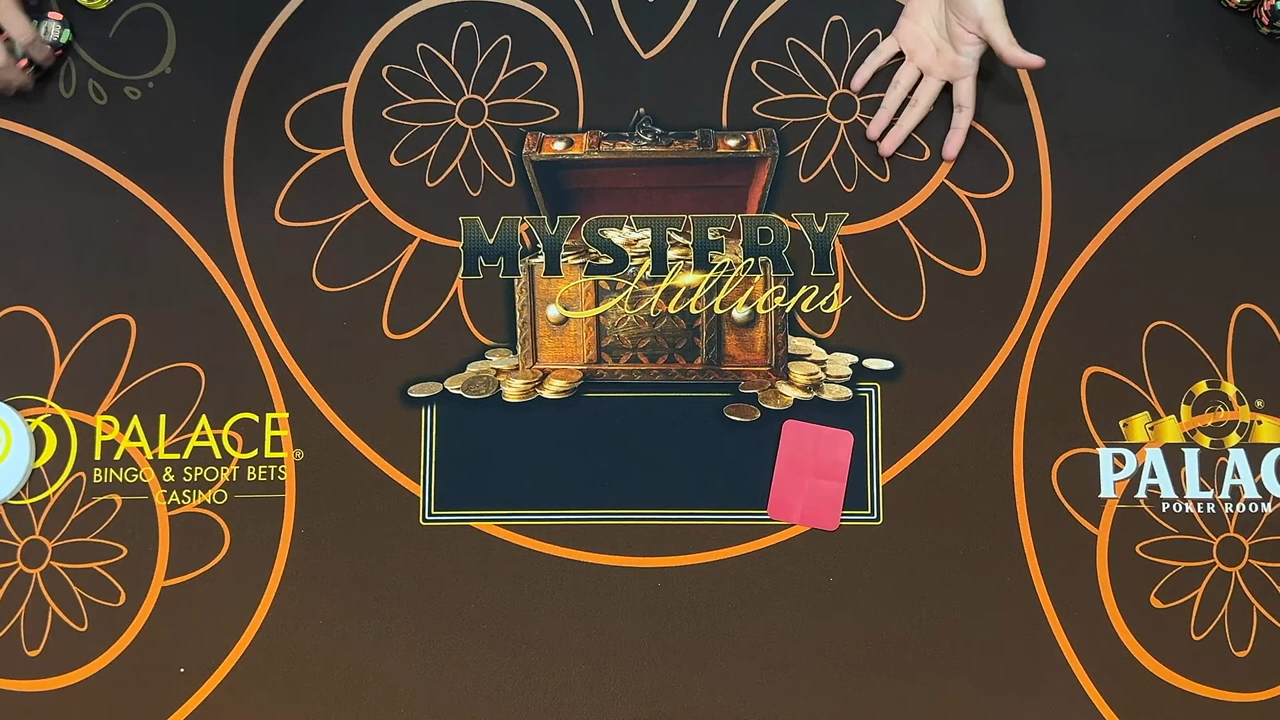 MYSTERY
Millions
PALACE®
BINGO & SPORT BETS
CASINO
PALAC
POKER ROOM